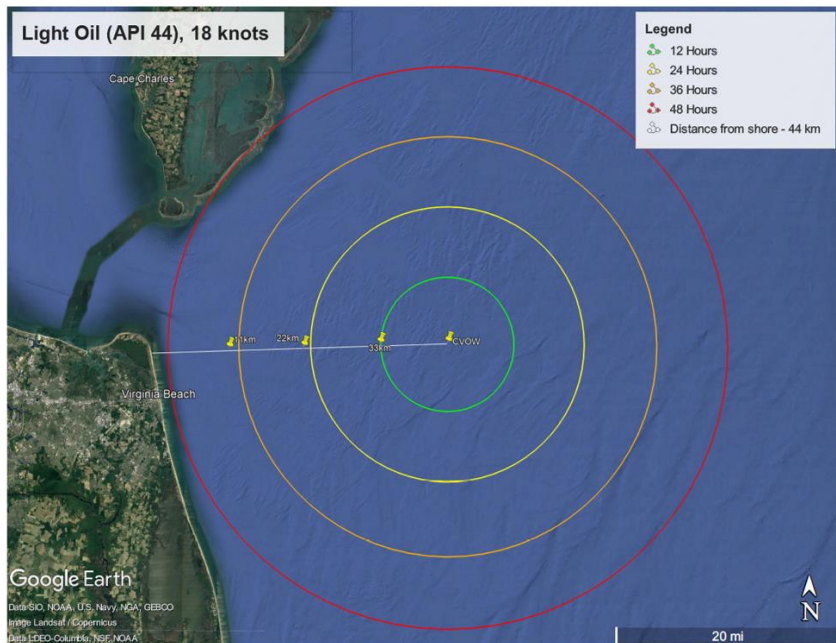 Light Oil (API 44), 18 knots
Legend
12 Hours
24 Hours
36 Hours
48 Hours
Distance from shore - 44 km
Cape Charles
11km
22km
33km
CVOW
Virginia Beach
Google Earth
Data SIO, NOAA, U.S. Navy, NGA, GEBCO
Image Landsat / Copernicus
Data LDEO-Columbia, NSF, NOAA
N
20 mi